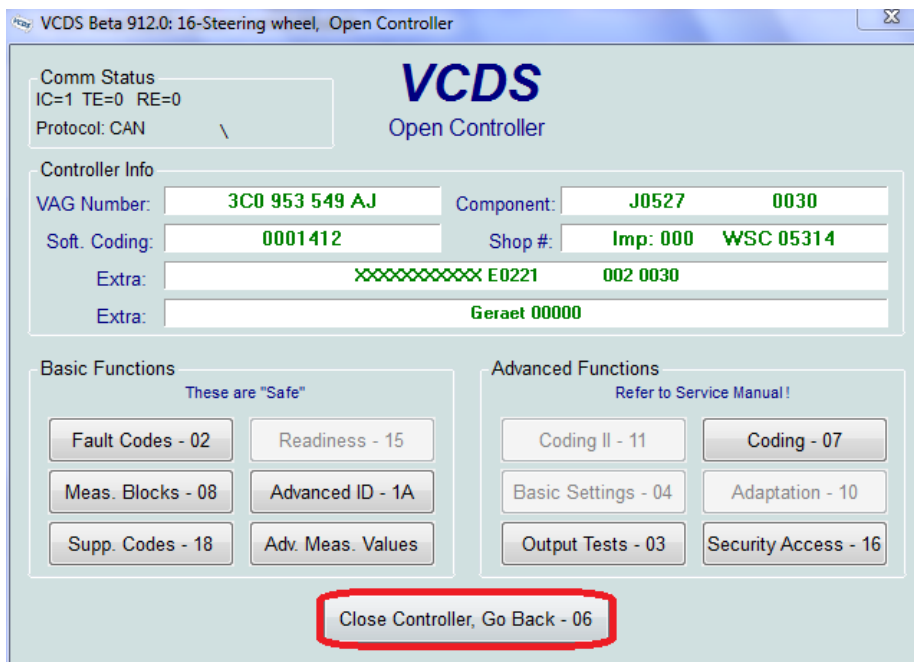 VCDS Beta 912.0: 16-Steering wheel, Open Controller
Comm Status
IC=1 TE=0 RE=0
Protocol: CAN \
VCDS
Open Controller
Controller Info
VAG Number: 3C0 953 549 AJ Component: J0527 0030
Soft. Coding: 0001412 Shop #: Imp: 000 WSC 05314
Extra: XXXXXXXXXXX E0221 002 0030
Extra: Geraet 00000
Basic Functions
These are "Safe"
Fault Codes - 02 Readiness - 15
Meas. Blocks - 08 Advanced ID - 1A
Supp. Codes - 18 Adv. Meas. Values
Advanced Functions
Refer to Service Manual!
Coding II - 11 Coding - 07
Basic Settings - 04 Adaptation - 10
Output Tests - 03 Security Access - 16
Close Controller, Go Back - 06